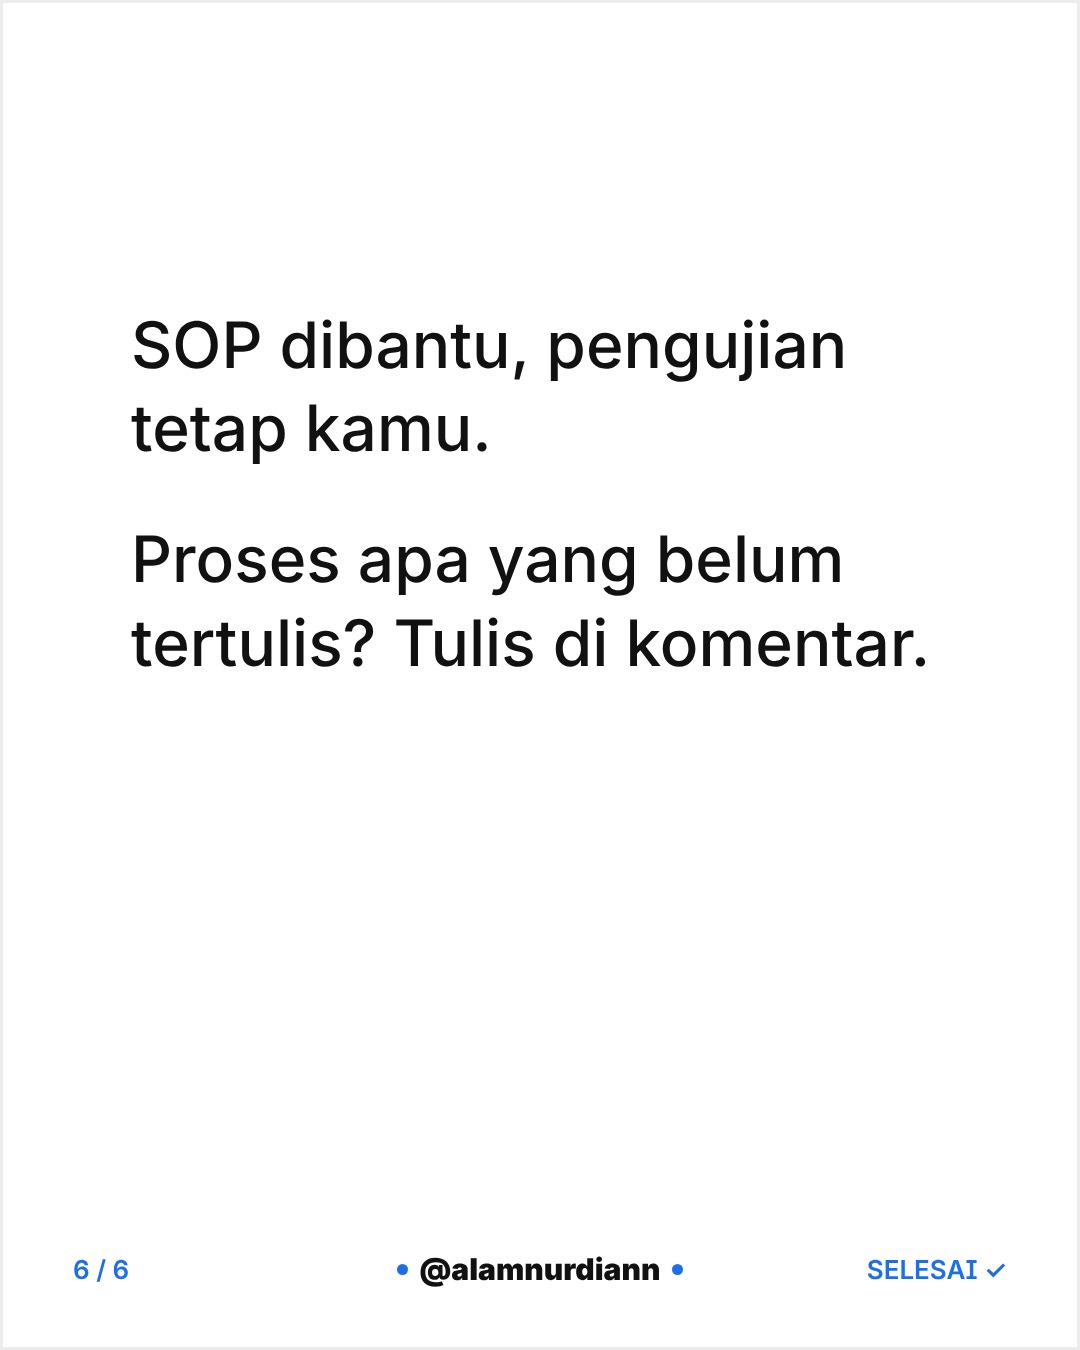 SOP dibantu, pengujian
tetap kamu.
Proses apa yang belum
tertulis? Tulis di komentar.
6 / 6
• @alamnurdiann •
SELESAI ✓